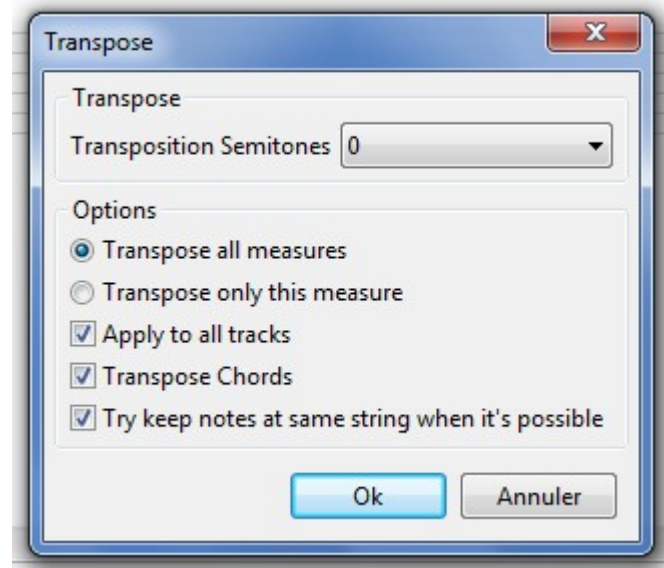 Transpose
Transpose
Transposition Semitones 0
Options
Transpose all measures
Transpose only this measure
Apply to all tracks
Transpose Chords
Try keep notes at same string when it's possible
Ok Annuler